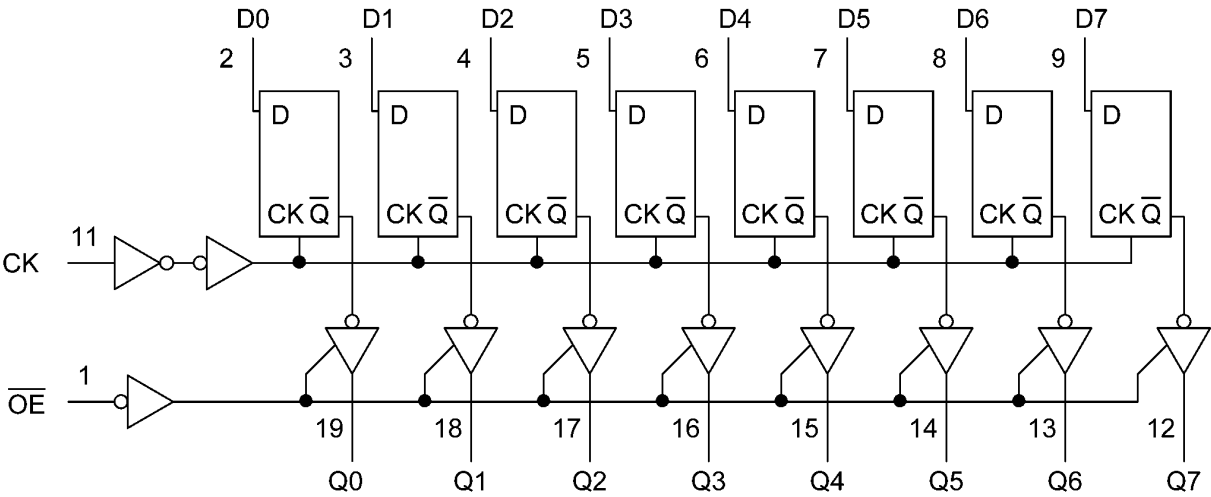 D0 D1 D2 D3 D4 D5 D6 D7
2 3 4 5 6 7 8 9
D D D D D D D D
CK Q̅ CK Q̅ CK Q̅ CK Q̅ CK Q̅ CK Q̅ CK Q̅ CK Q̅
11
CK
1
O̅E̅
19 18 17 16 15 14 13 12
Q0 Q1 Q2 Q3 Q4 Q5 Q6 Q7